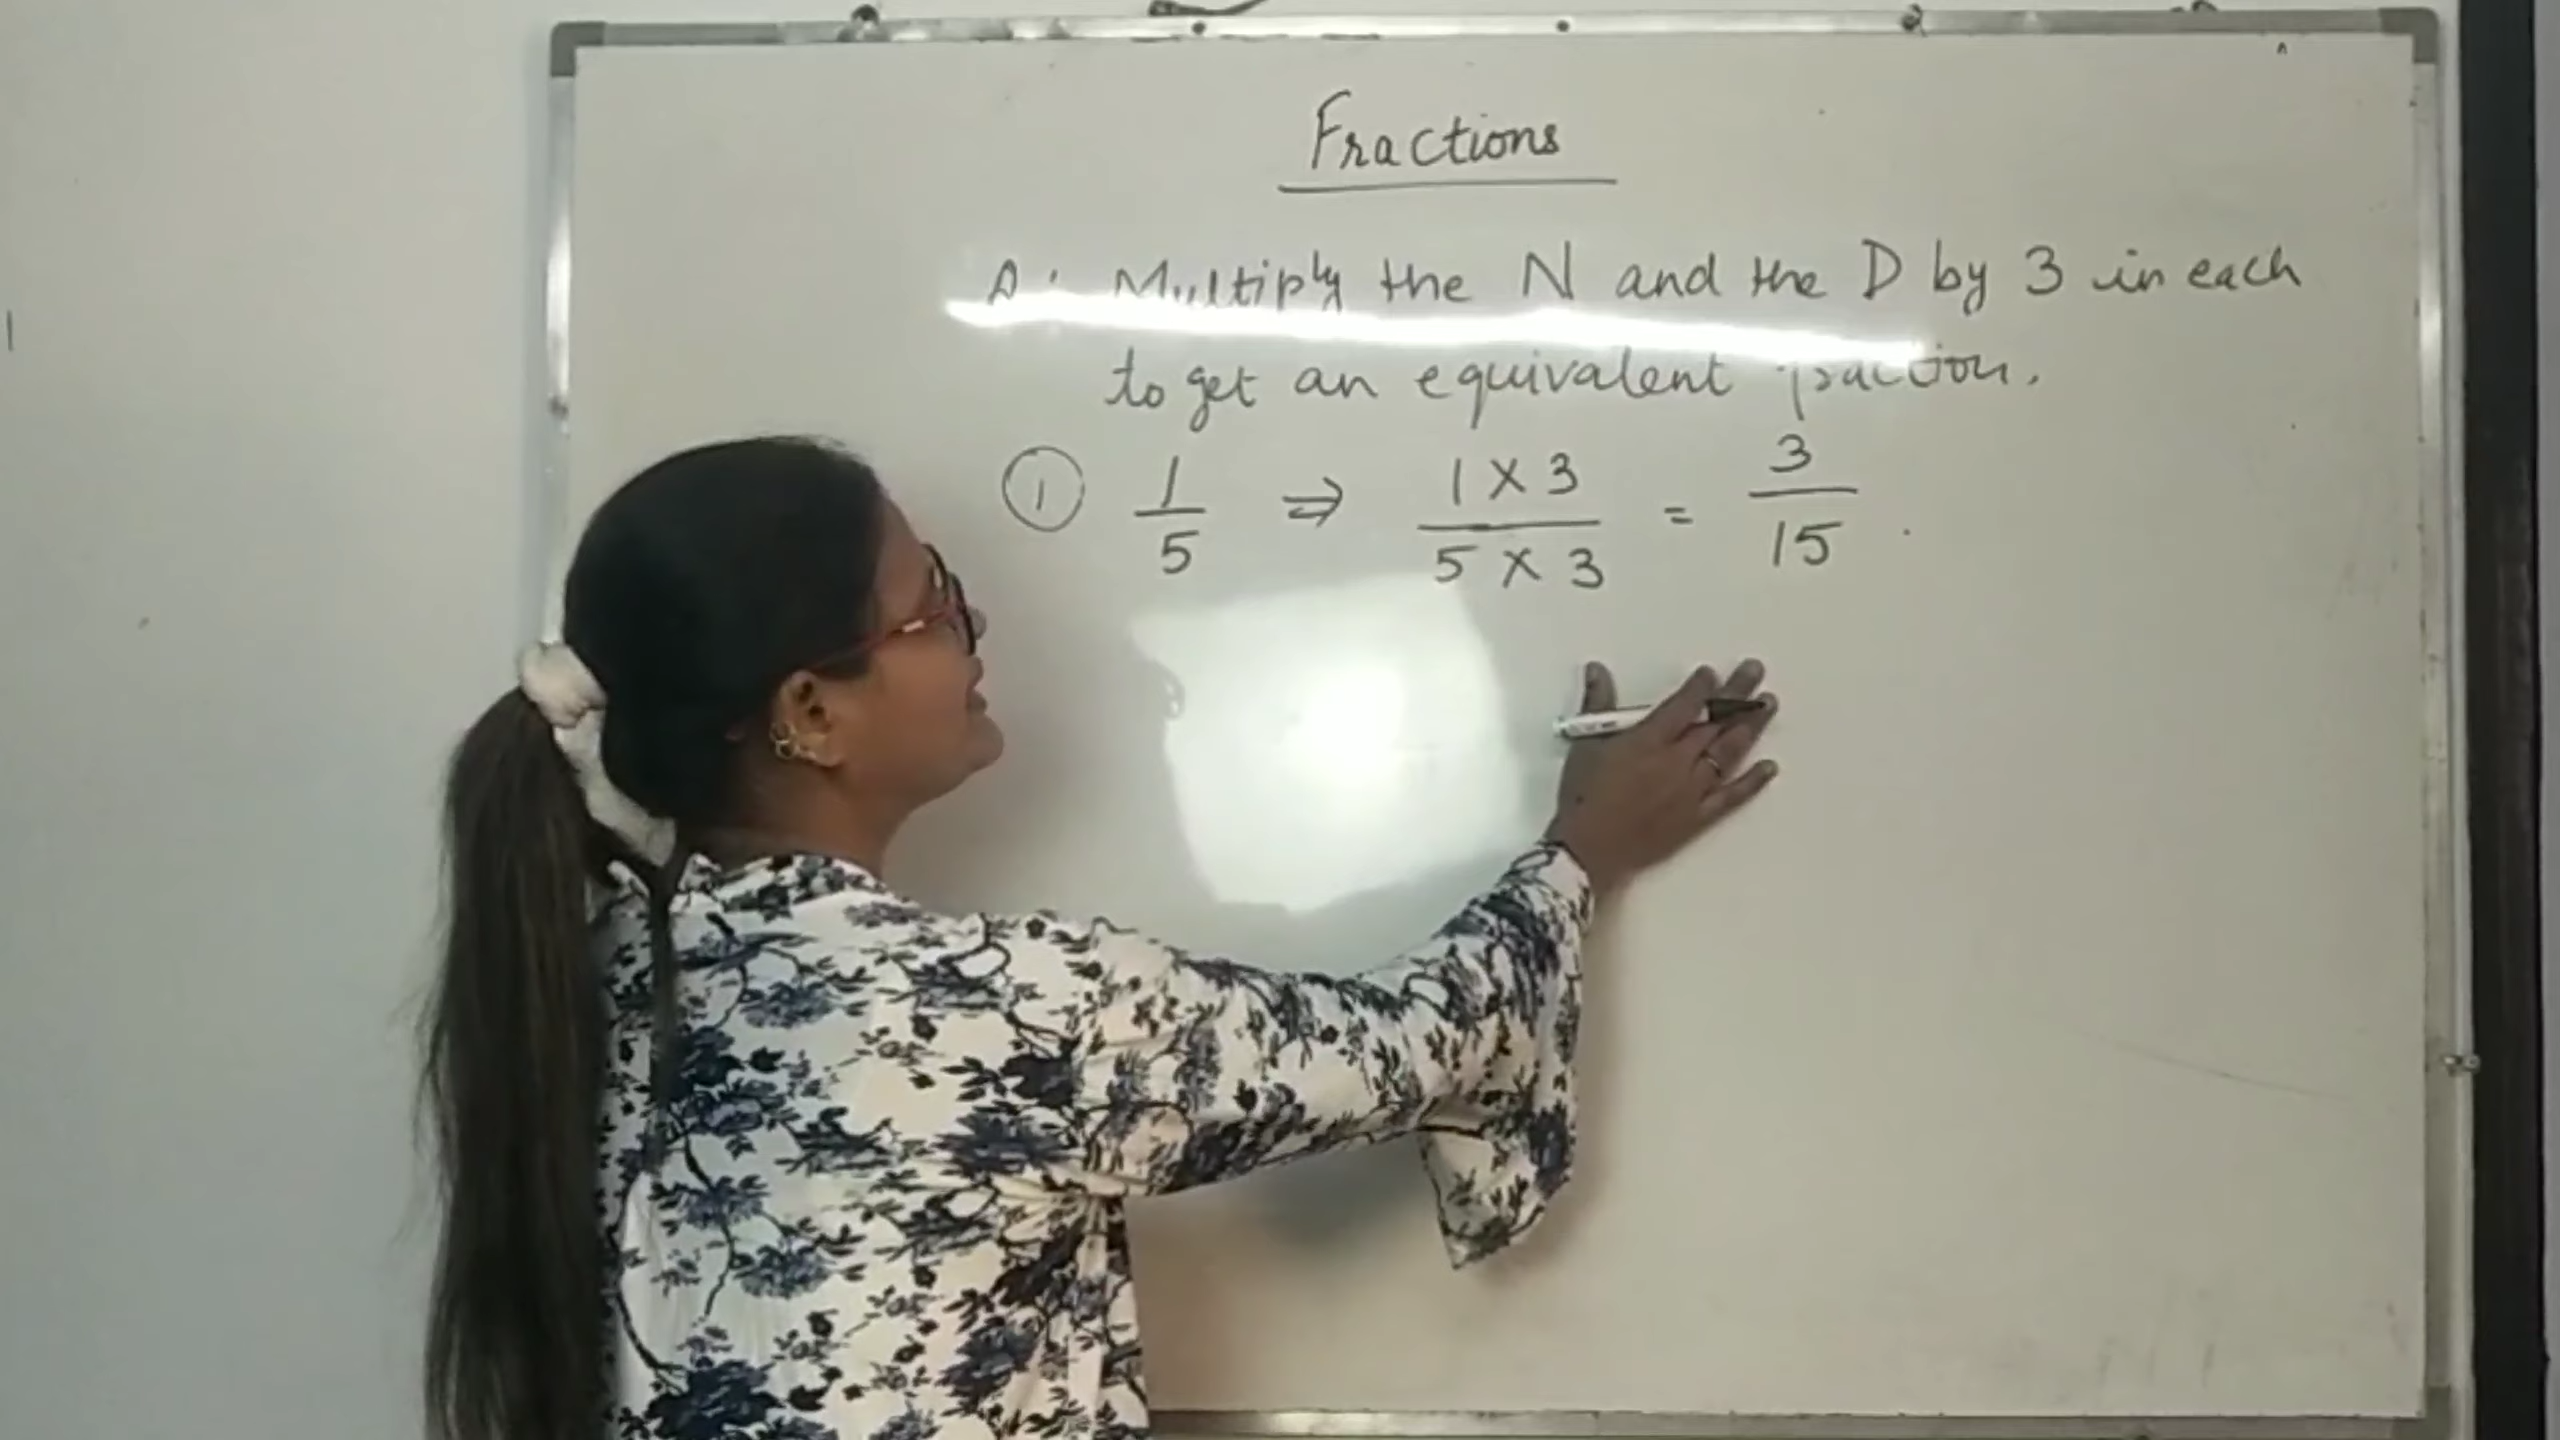 Fractions
A. Multiply the N and the D by 3 in each
to get an equivalent fraction.
① 1/5 ⇒ 1 X 3/5 X 3 = 3/15.